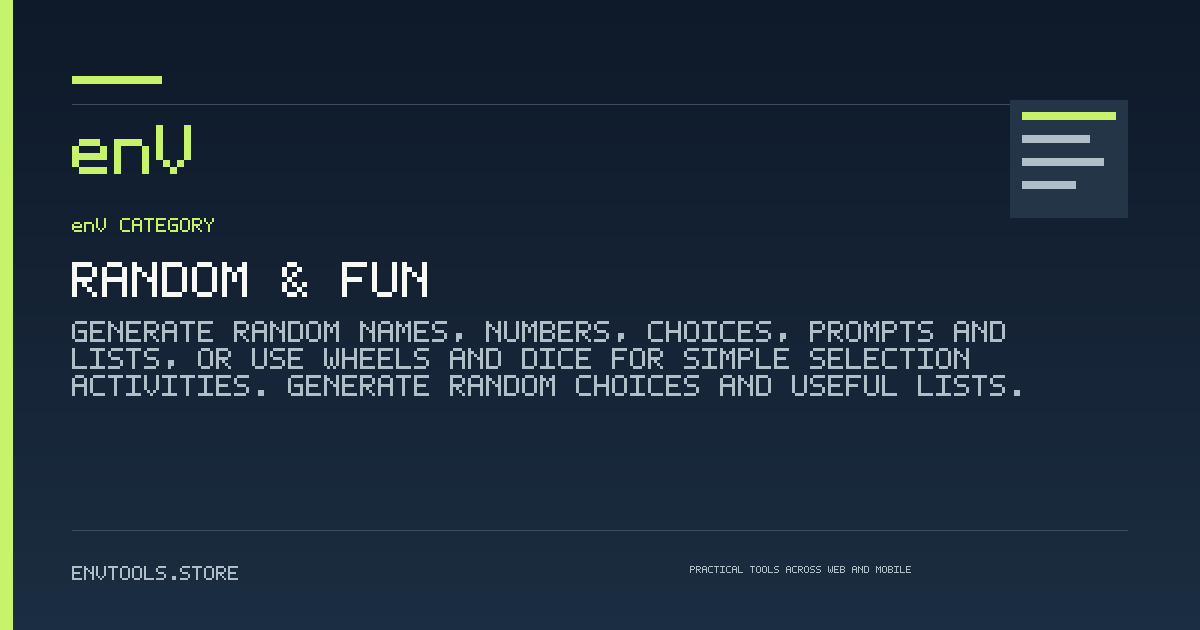 enV
enV CATEGORY
RANDOM & FUN
GENERATE RANDOM NAMES, NUMBERS, CHOICES, PROMPTS AND
LISTS, OR USE WHEELS AND DICE FOR SIMPLE SELECTION
ACTIVITIES. GENERATE RANDOM CHOICES AND USEFUL LISTS.
ENVTOOLS.STORE
PRACTICAL TOOLS ACROSS WEB AND MOBILE